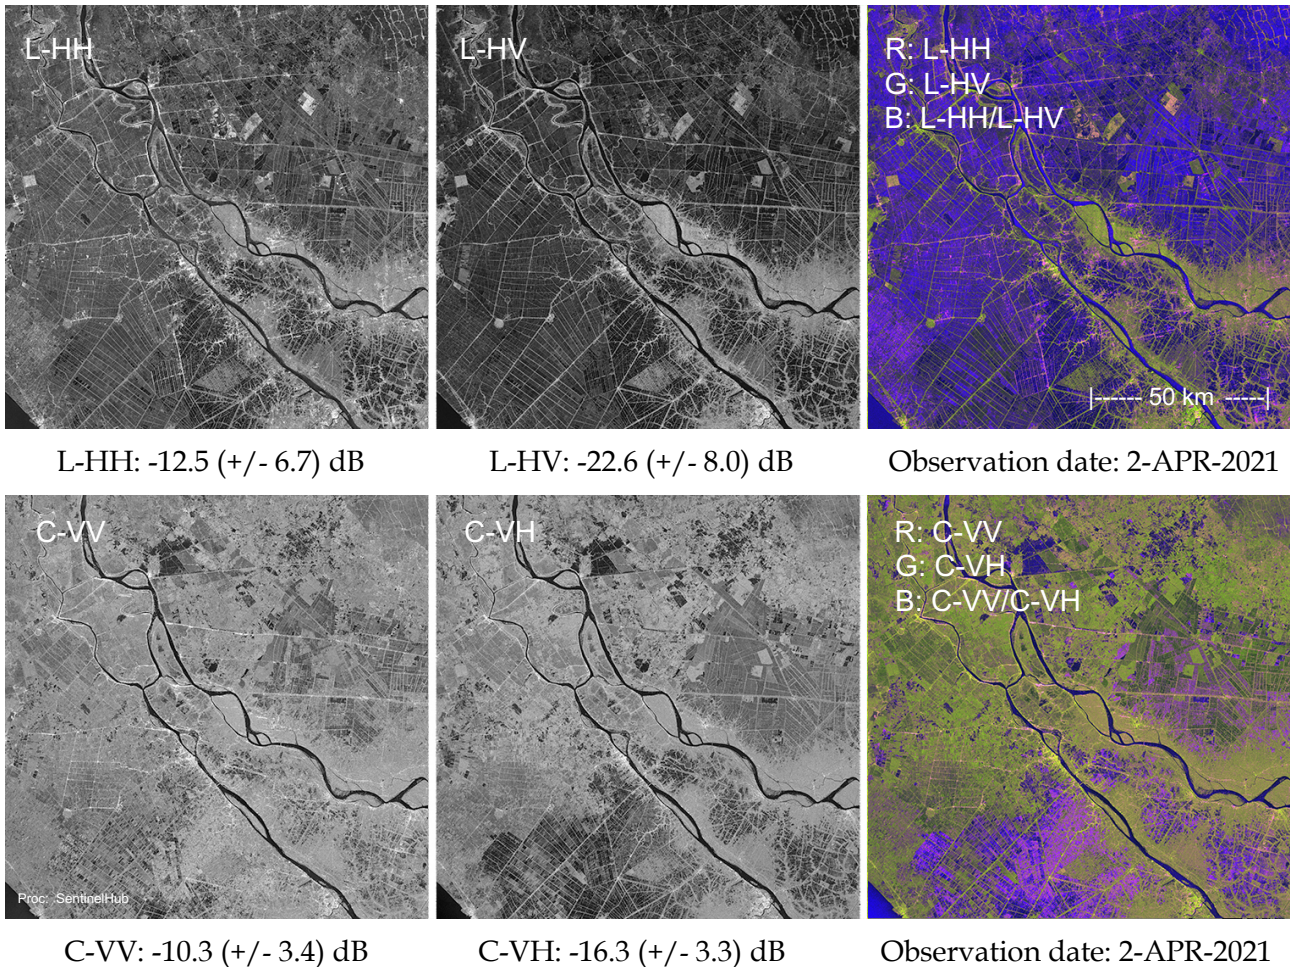 L-HH
L-HV
R: L-HH
G: L-HV
B: L-HH/L-HV
|------ 50 km -----|
L-HH: -12.5 (+/- 6.7) dB
L-HV: -22.6 (+/- 8.0) dB
Observation date: 2-APR-2021
C-VV
C-VH
R: C-VV
G: C-VH
B: C-VV/C-VH
Proc: SentinelHub
C-VV: -10.3 (+/- 3.4) dB
C-VH: -16.3 (+/- 3.3) dB
Observation date: 2-APR-2021